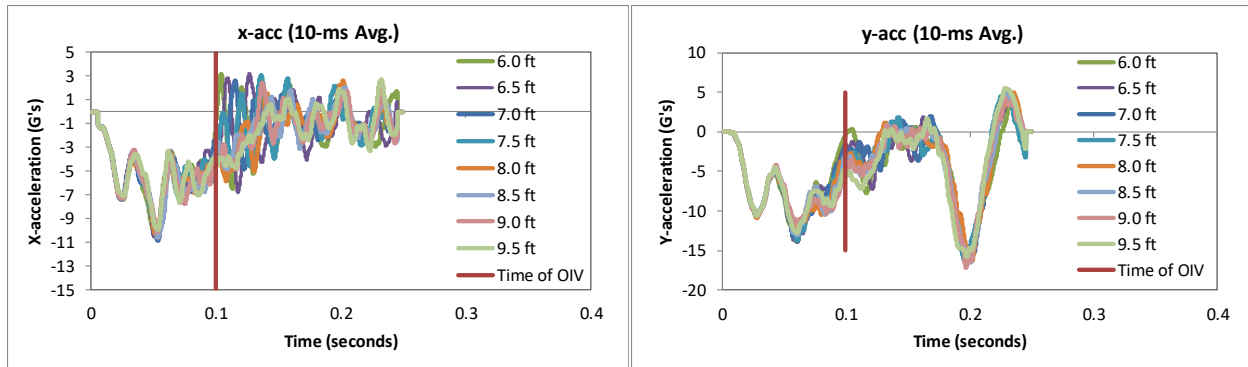 x-acc (10-ms Avg.)
X-acceleration (G's)
5
3
1
-1
-3
-5
-7
-9
-11
-13
-15
0
0.1
0.2
0.3
0.4
Time (seconds)
6.0 ft
6.5 ft
7.0 ft
7.5 ft
8.0 ft
8.5 ft
9.0 ft
9.5 ft
Time of OIV
y-acc (10-ms Avg.)
Y-acceleration (G's)
10
5
0
-5
-10
-15
-20
0
0.1
0.2
0.3
0.4
Time (seconds)
6.0 ft
6.5 ft
7.0 ft
7.5 ft
8.0 ft
8.5 ft
9.0 ft
9.5 ft
Time of OIV